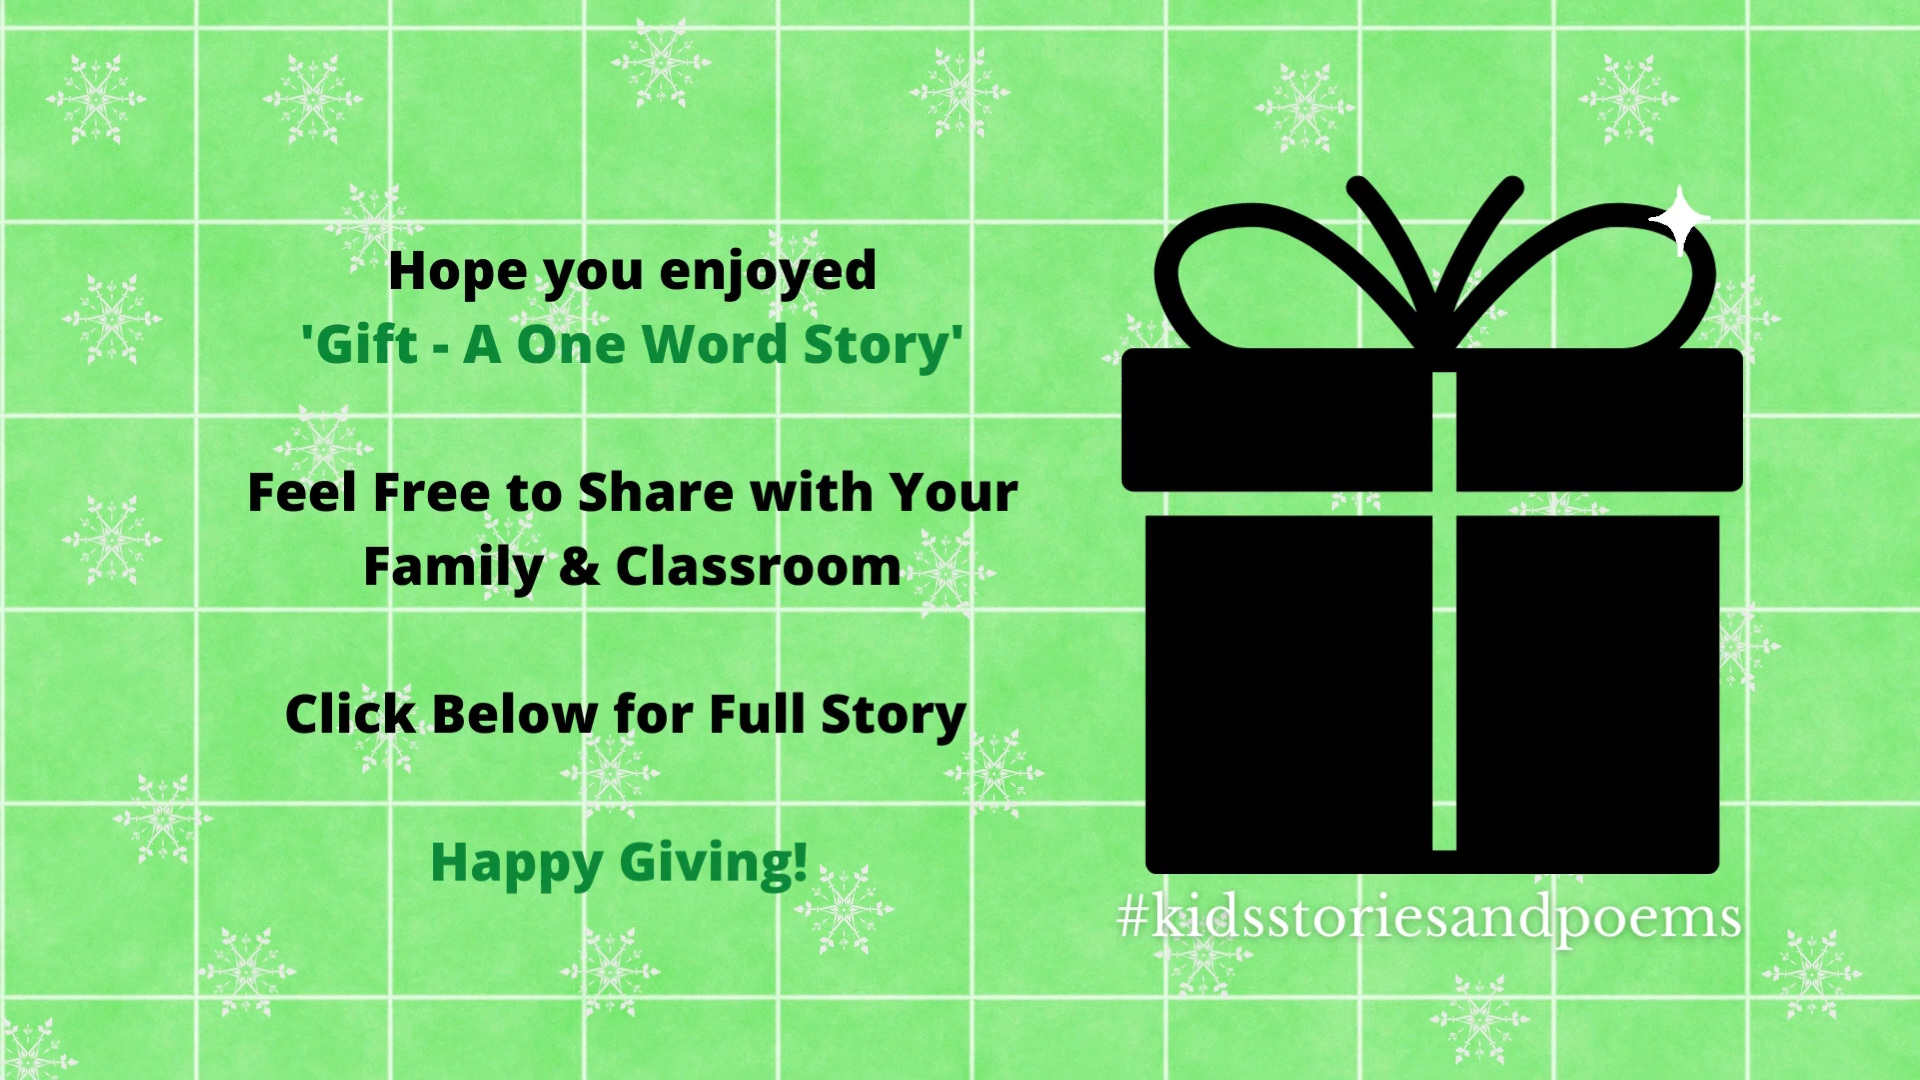 Hope you enjoyed
'Gift - A One Word Story'
Feel Free to Share with Your
Family & Classroom
Click Below for Full Story
Happy Giving!
#kidsstoriesandpoems